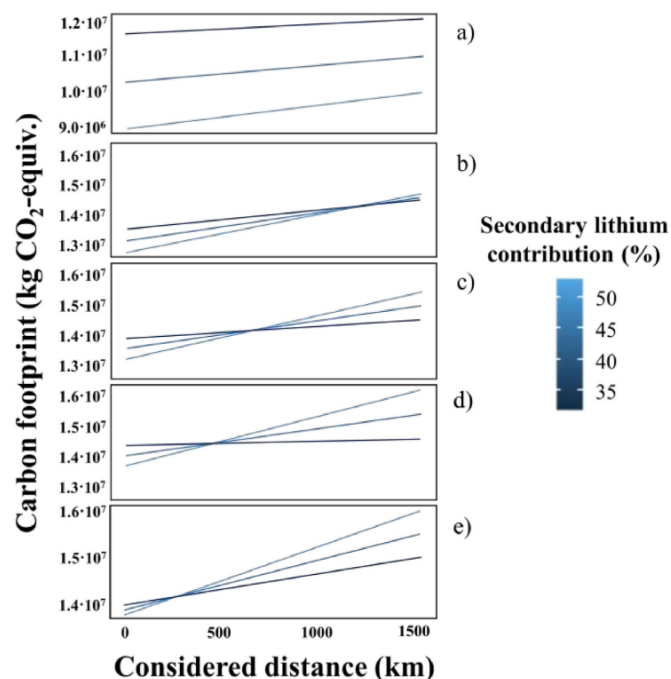 1.2·10⁷
1.1·10⁷
1.0·10⁷
9.0·10⁶
a)
1.6·10⁷
1.5·10⁷
1.4·10⁷
1.3·10⁷
b)
1.6·10⁷
1.5·10⁷
1.4·10⁷
1.3·10⁷
c)
1.6·10⁷
1.5·10⁷
1.4·10⁷
1.3·10⁷
d)
1.6·10⁷
1.5·10⁷
1.4·10⁷
e)
Carbon footprint (kg CO₂-equiv.)
0 500 1000 1500
Considered distance (km)
Secondary lithium
contribution (%)
50
45
40
35